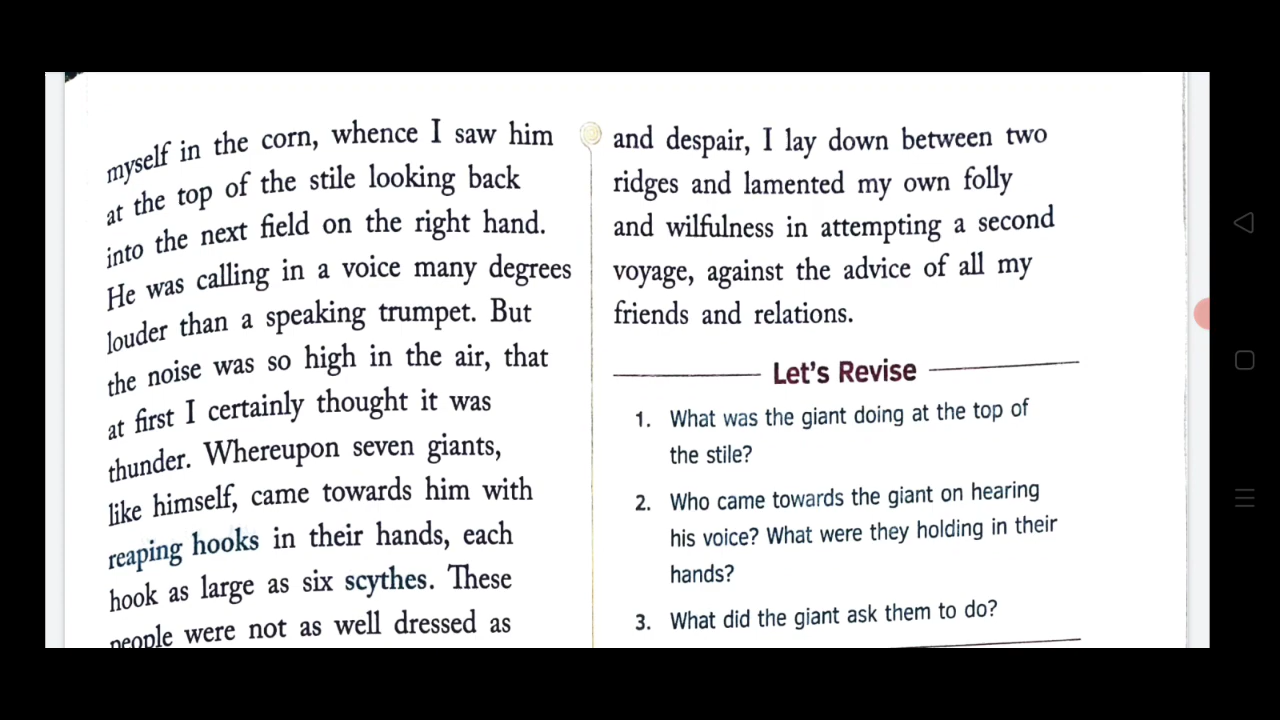 myself in the corn, whence I saw him
at the top of the stile looking back
into the next field on the right hand.
He was calling in a voice many degrees
louder than a speaking trumpet. But
the noise was so high in the air, that
at first I certainly thought it was
thunder. Whereupon seven giants,
like himself, came towards him with
reaping hooks in their hands, each
hook as large as six scythes. These
people were not as well dressed as
and despair, I lay down between two
ridges and lamented my own folly
and wilfulness in attempting a second
voyage, against the advice of all my
friends and relations.
Let's Revise
1. What was the giant doing at the top of
the stile?
2. Who came towards the giant on hearing
his voice? What were they holding in their
hands?
3. What did the giant ask them to do?